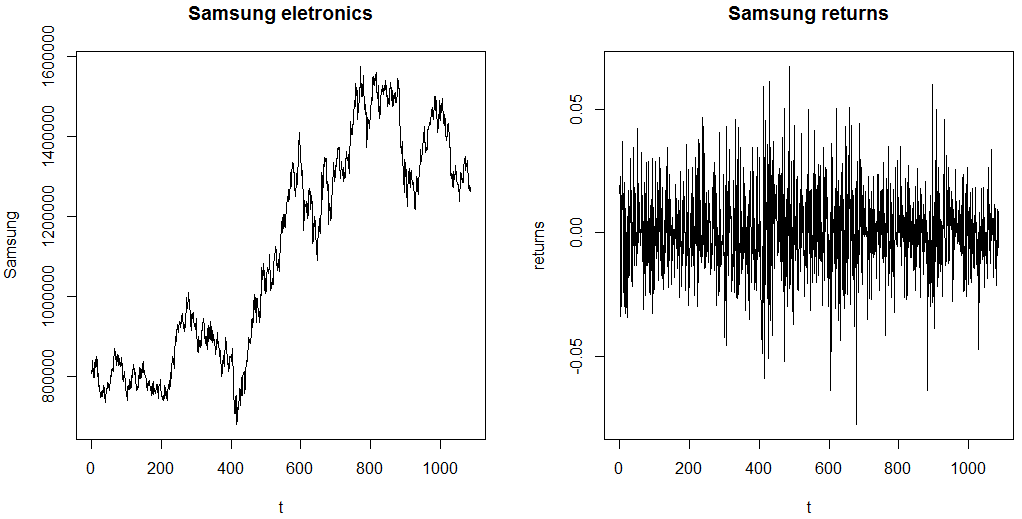 Samsung eletronics
Samsung
1600000
1400000
1200000
1000000
800000
0 200 400 600 800 1000
t
Samsung returns
returns
0.05
0.00
-0.05
0 200 400 600 800 1000
t